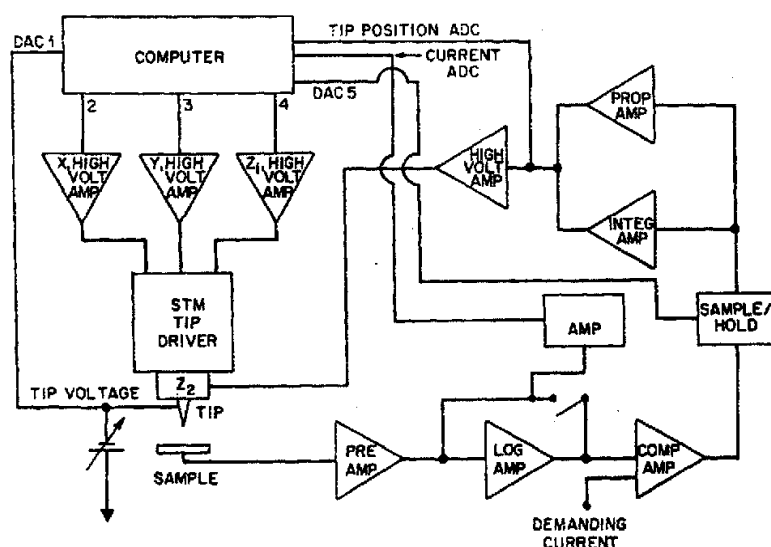 DAC 1
TIP POSITION ADC
COMPUTER
CURRENT
ADC
DAC 5
2
3
4
X, HIGH
VOLT
AMP
Y, HIGH
VOLT
AMP
Z1, HIGH
VOLT
AMP
HIGH
VOLT
AMP
PROP
AMP
INTEG
AMP
STM
TIP
DRIVER
AMP
SAMPLE/
HOLD
Z2
TIP VOLTAGE
TIP
PRE
AMP
LOG
AMP
COMP
AMP
SAMPLE
DEMANDING
CURRENT